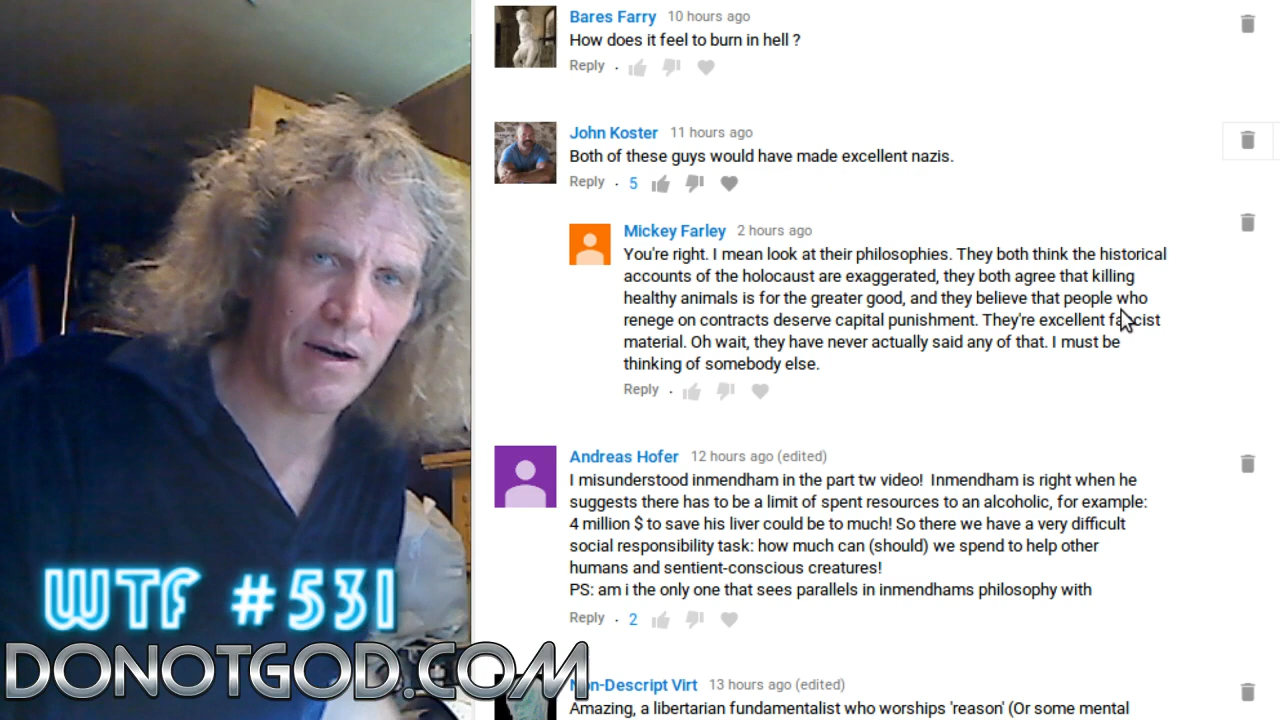 Bares Farry 10 hours ago
How does it feel to burn in hell ?
Reply
John Koster 11 hours ago
Both of these guys would have made excellent nazis.
Reply · 5
Mickey Farley 2 hours ago
You're right. I mean look at their philosophies. They both think the historical
accounts of the holocaust are exaggerated, they both agree that killing
healthy animals is for the greater good, and they believe that people who
renege on contracts deserve capital punishment. They're excellent fascist
material. Oh wait, they have never actually said any of that. I must be
thinking of somebody else.
Reply
Andreas Hofer 12 hours ago (edited)
I misunderstood inmendham in the part tw video! Inmendham is right when he
suggests there has to be a limit of spent resources to an alcoholic, for example:
4 million $ to save his liver could be to much! So there we have a very difficult
social responsibility task: how much can (should) we spend to help other
humans and sentient-conscious creatures!
PS: am i the only one that sees parallels in inmendhams philosophy with
Reply · 2
Non-Descript Virt 13 hours ago (edited)
Amazing, a libertarian fundamentalist who worships 'reason' (Or some mental
WTF #531
DONOTGOD.COM